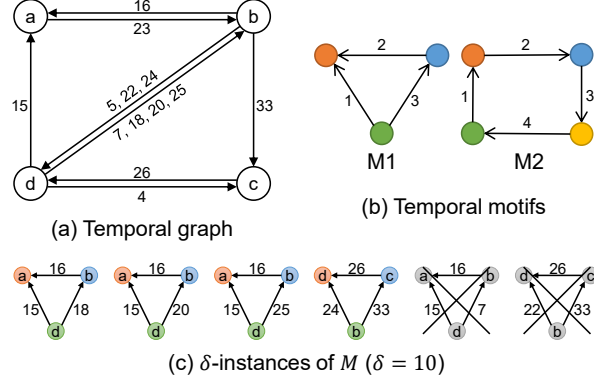 a 16 b
23
15
5, 22, 24
7, 18, 20, 25
33
d 26 c
4
(a) Temporal graph
2
1 3
M1
2
1 3
4
M2
(b) Temporal motifs
a 16 b
15 18
d
a 16 b
15 20
d
a 16 b
15 25
d
d 26 c
24 33
b
a 16 b
15 7
d
d 26 c
22 33
b
(c) δ-instances of M (δ = 10)